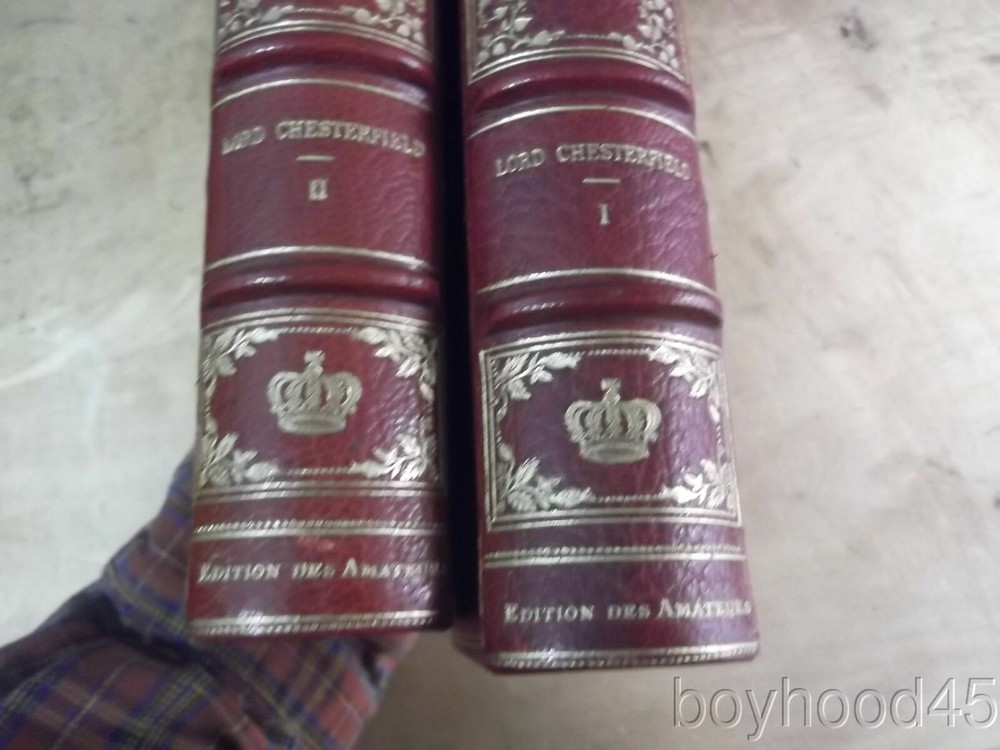 LORD CHESTERFIELD
II
EDITION DES AMATEURS
LORD CHESTERFIELD
I
EDITION DES AMATEURS
boyhood45